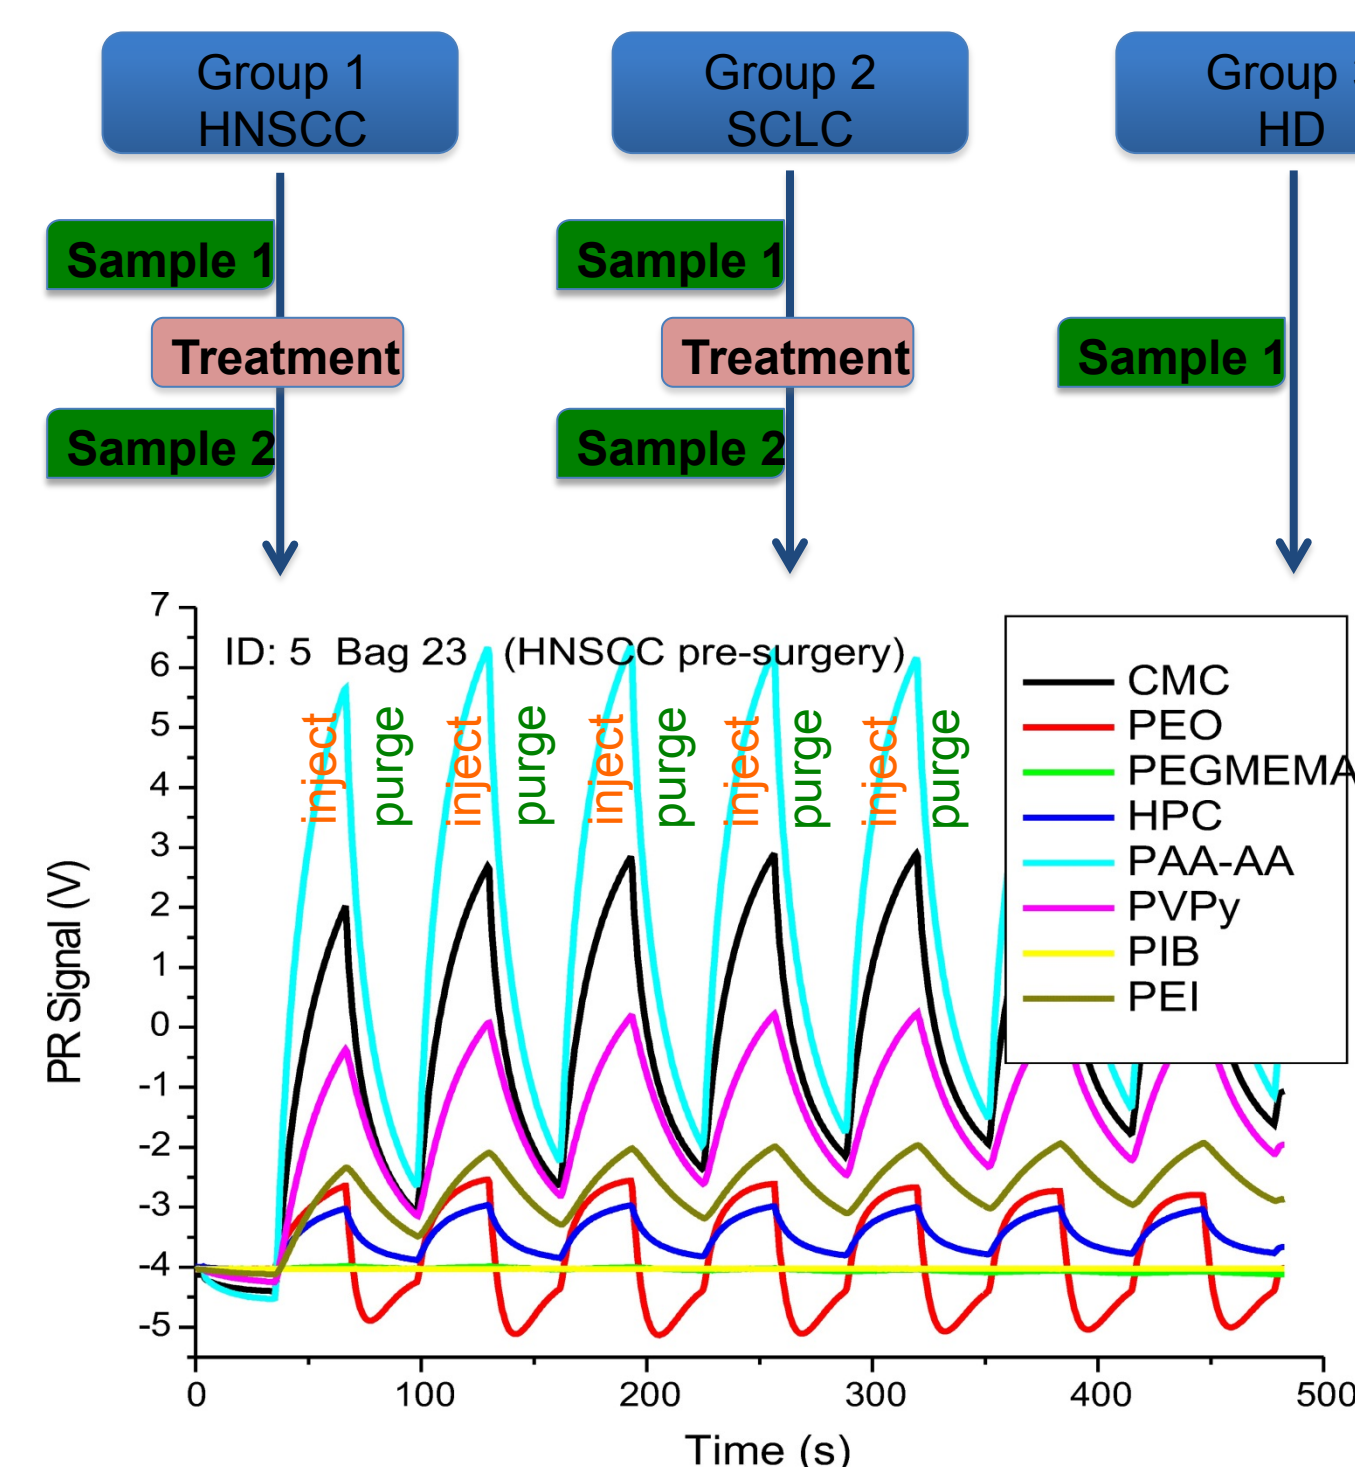 Group 1
HNSCC
Group 2
SCLC
Group
HD
Sample 1
Sample 1
Treatment
Treatment
Sample 1
Sample 2
Sample 2
ID: 5 Bag 23 (HNSCC pre-surgery)
inject
purge
inject
purge
inject
purge
inject
purge
inject
purge
CMC
PEO
PEGMEMA
HPC
PAA-AA
PVPy
PIB
PEI
PR Signal (V)
7
6
5
4
3
2
1
0
-1
-2
-3
-4
-5
0
100
200
300
400
500
Time (s)